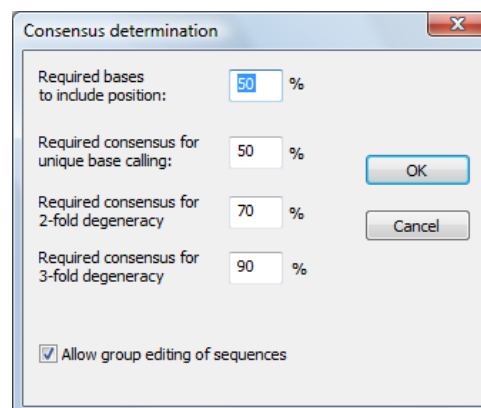 Consensus determination
Required bases
to include position:
50 %
Required consensus for
unique base calling:
50 %
OK
Required consensus for
2-fold degeneracy
70 %
Cancel
Required consensus for
3-fold degeneracy
90 %
Allow group editing of sequences